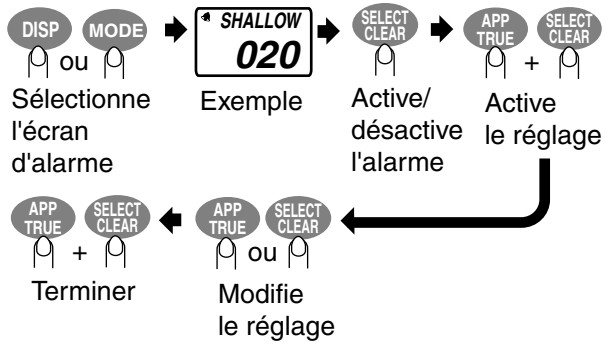 DISP
ou
MODE
Sélectionne
l'écran
d'alarme
SHALLOW
020
Exemple
SELECT
CLEAR
Active/
désactive
l'alarme
APP
TRUE
+
SELECT
CLEAR
Active
le réglage
APP
TRUE
ou
SELECT
CLEAR
Modifie
le réglage
APP
TRUE
+
SELECT
CLEAR
Terminer